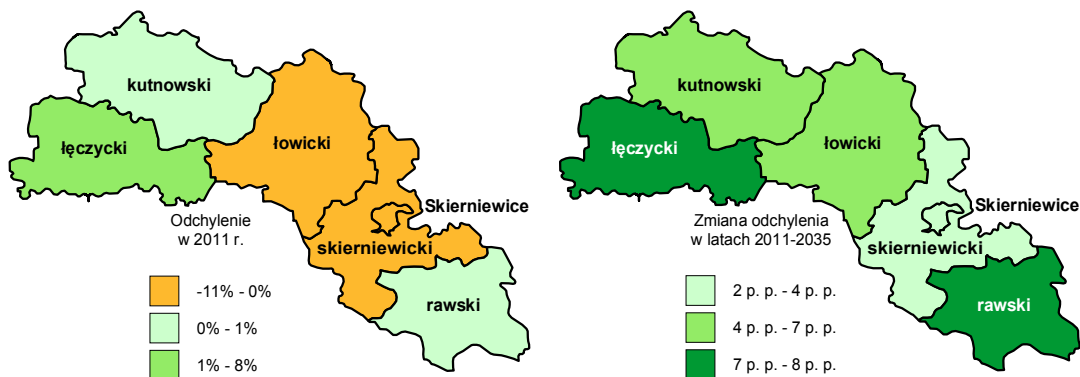 kutnowski
łęczycki
łowicki
Skierniewice
skierniewicki
rawski
Odchylenie
w 2011 r.
-11% - 0%
0% - 1%
1% - 8%
kutnowski
łęczycki
łowicki
Skierniewice
skierniewicki
rawski
Zmiana odchylenia
w latach 2011-2035
2 p. p. - 4 p. p.
4 p. p. - 7 p. p.
7 p. p. - 8 p. p.